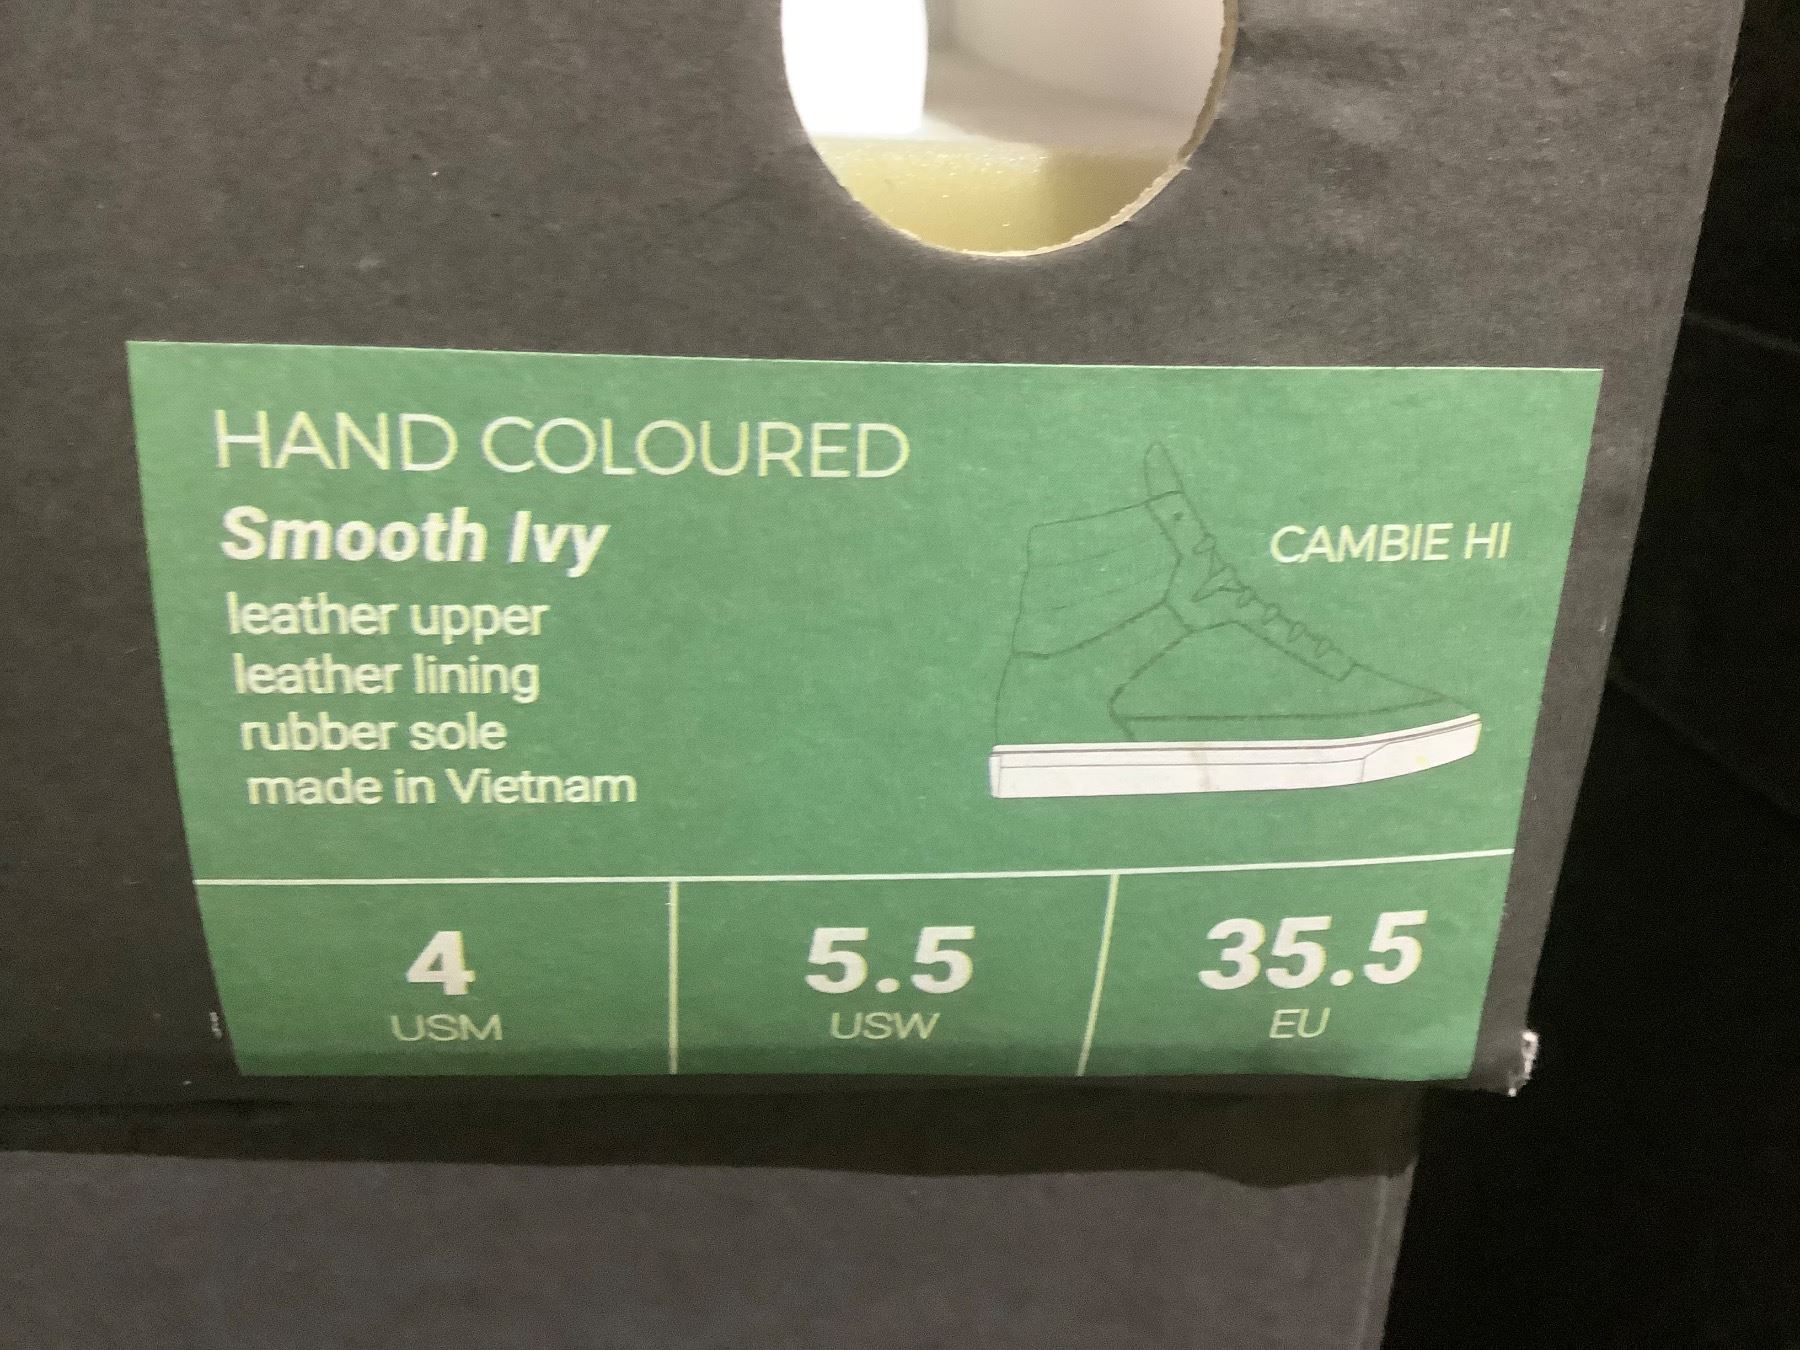 HAND COLOURED
Smooth Ivy
CAMBIE HI
leather upper
leather lining
rubber sole
made in Vietnam
4 5.5 35.5
USM USW EU